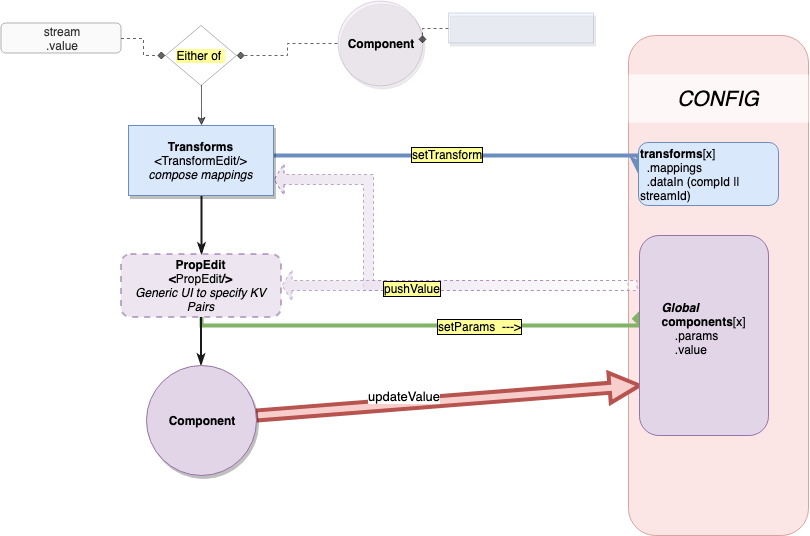 stream
.value
Either of
Component
CONFIG
Transforms
<TransformEdit/>
compose mappings
setTransform
transforms[x]
.mappings
.dataIn (compId ||
streamId)
PropEdit
<PropEdit/>
Generic UI to specify KV
Pairs
pushValue
setParams --->
Global
components[x]
.params
.value
updateValue
Component